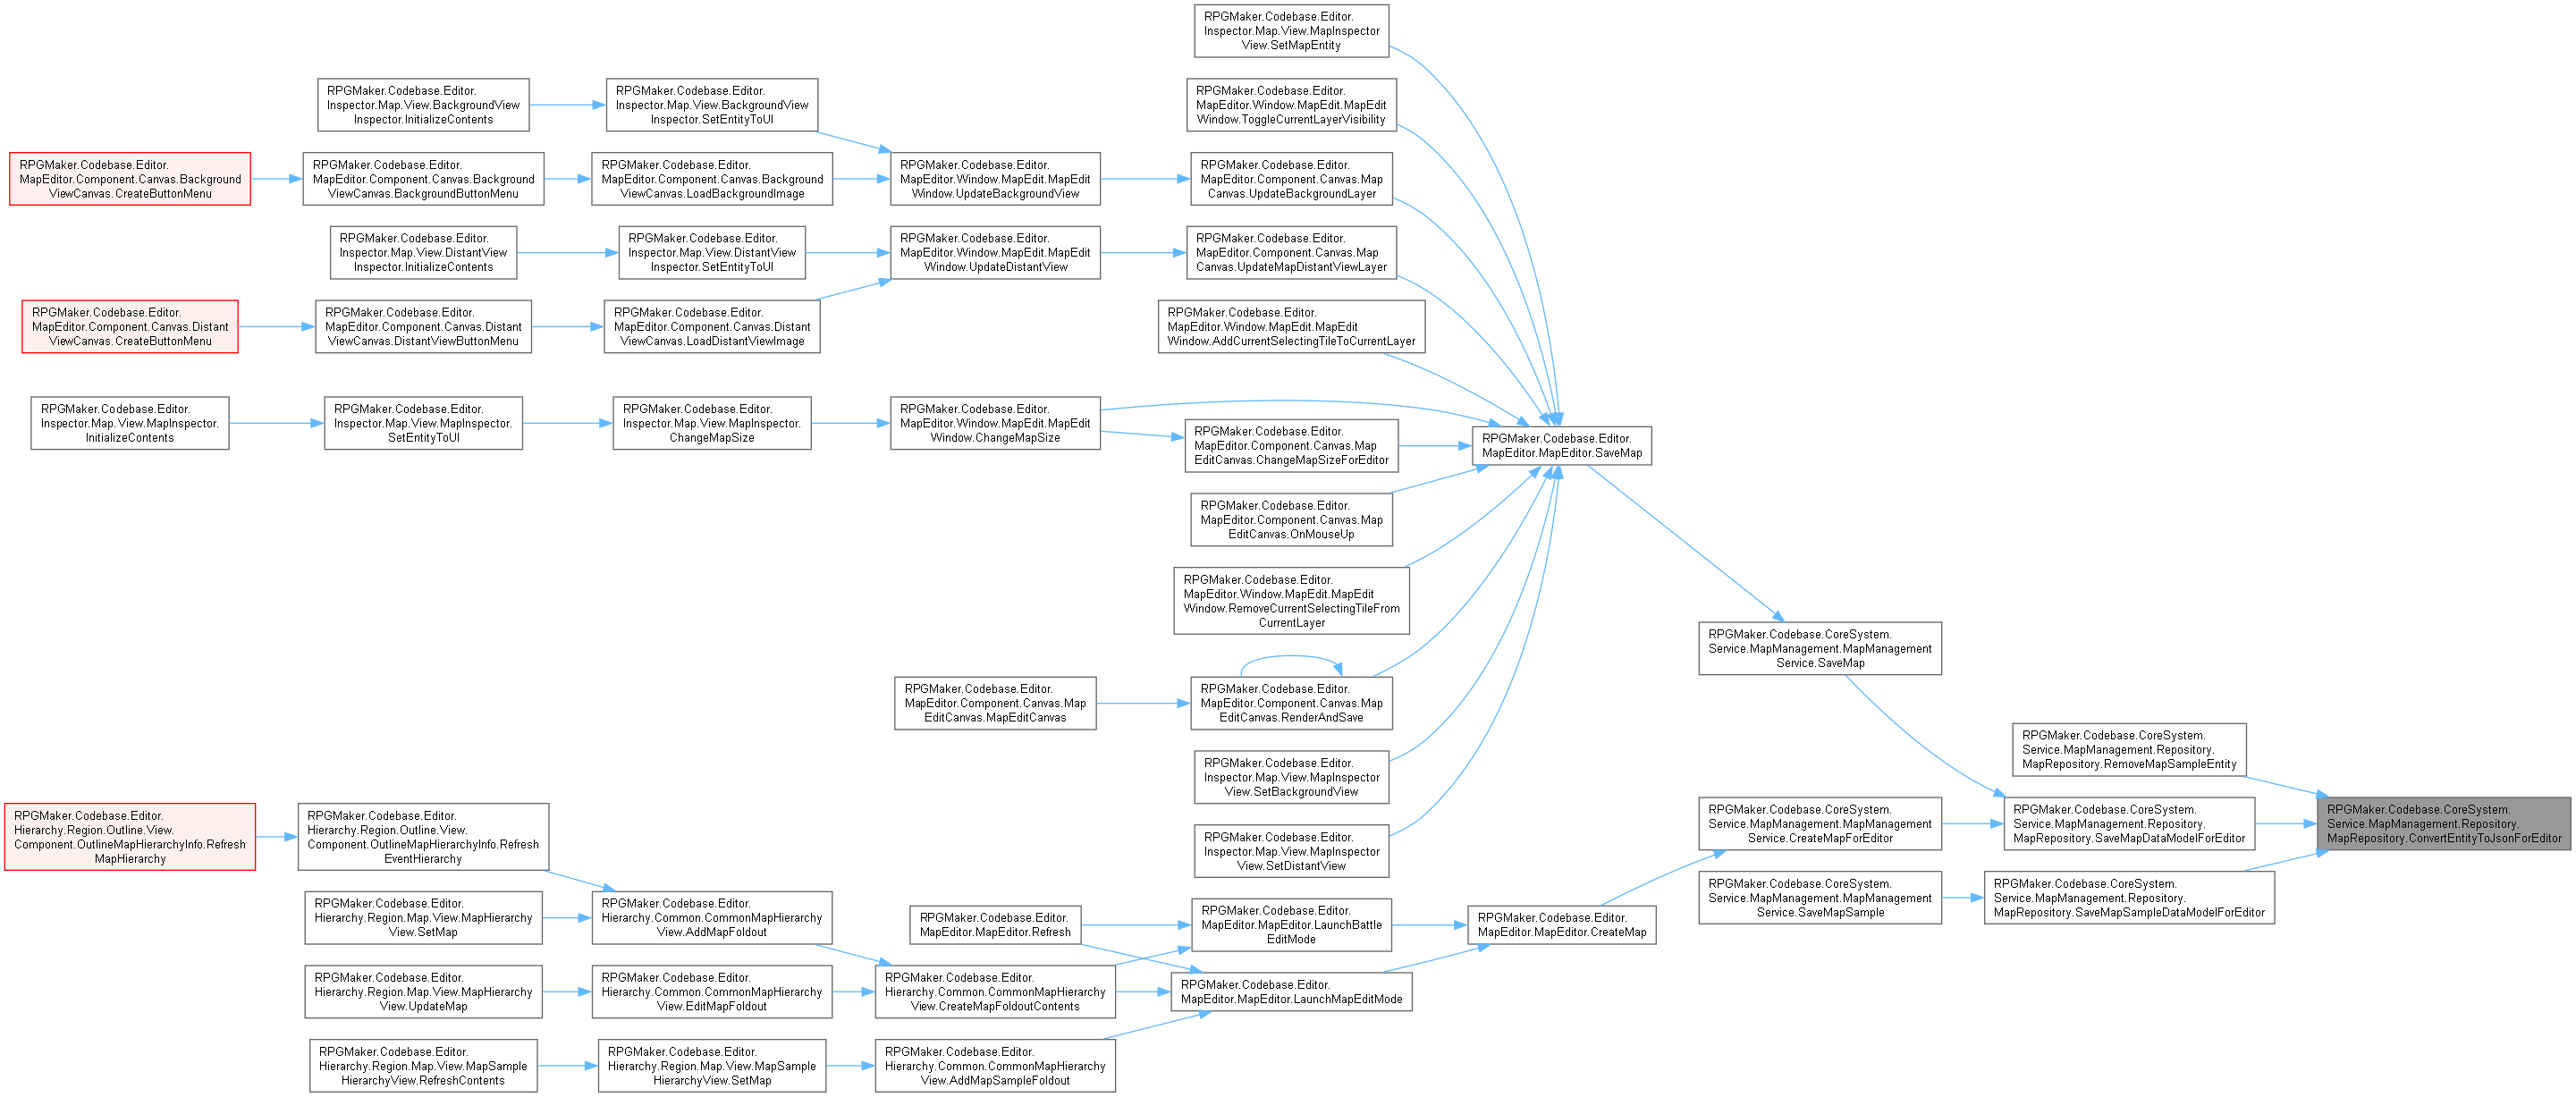 RPGMaker.Codebase.Editor.
Inspector.Map.View.MapInspector
View.SetMapEntity
RPGMaker.Codebase.Editor.
Inspector.Map.View.BackgroundView
Inspector.InitializeContents
RPGMaker.Codebase.Editor.
Inspector.Map.View.BackgroundView
Inspector.SetEntityToUI
RPGMaker.Codebase.Editor.
MapEditor.Window.MapEdit.MapEdit
Window.ToggleCurrentLayerVisibility
RPGMaker.Codebase.Editor.
MapEditor.Component.Canvas.Background
ViewCanvas.CreateButtonMenu
RPGMaker.Codebase.Editor.
MapEditor.Component.Canvas.Background
ViewCanvas.BackgroundButtonMenu
RPGMaker.Codebase.Editor.
MapEditor.Component.Canvas.Background
ViewCanvas.LoadBackgroundImage
RPGMaker.Codebase.Editor.
MapEditor.Window.MapEdit.MapEdit
Window.UpdateBackgroundView
RPGMaker.Codebase.Editor.
MapEditor.Component.Canvas.Map
Canvas.UpdateBackgroundLayer
RPGMaker.Codebase.Editor.
Inspector.Map.View.DistantView
Inspector.InitializeContents
RPGMaker.Codebase.Editor.
Inspector.Map.View.DistantView
Inspector.SetEntityToUI
RPGMaker.Codebase.Editor.
MapEditor.Window.MapEdit.MapEdit
Window.UpdateDistantView
RPGMaker.Codebase.Editor.
MapEditor.Component.Canvas.Map
Canvas.UpdateMapDistantViewLayer
RPGMaker.Codebase.Editor.
MapEditor.Component.Canvas.Distant
ViewCanvas.CreateButtonMenu
RPGMaker.Codebase.Editor.
MapEditor.Component.Canvas.Distant
ViewCanvas.DistantViewButtonMenu
RPGMaker.Codebase.Editor.
MapEditor.Component.Canvas.Distant
ViewCanvas.LoadDistantViewImage
RPGMaker.Codebase.Editor.
MapEditor.Window.MapEdit.MapEdit
Window.AddCurrentSelectingTileToCurrentLayer
RPGMaker.Codebase.Editor.
Inspector.Map.View.MapInspector.
InitializeContents
RPGMaker.Codebase.Editor.
Inspector.Map.View.MapInspector.
SetEntityToUI
RPGMaker.Codebase.Editor.
Inspector.Map.View.MapInspector.
ChangeMapSize
RPGMaker.Codebase.Editor.
MapEditor.Window.MapEdit.MapEdit
Window.ChangeMapSize
RPGMaker.Codebase.Editor.
MapEditor.Component.Canvas.Map
EditCanvas.ChangeMapSizeForEditor
RPGMaker.Codebase.Editor.
MapEditor.MapEditor.SaveMap
RPGMaker.Codebase.Editor.
MapEditor.Component.Canvas.Map
EditCanvas.OnMouseUp
RPGMaker.Codebase.Editor.
MapEditor.Window.MapEdit.MapEdit
Window.RemoveCurrentSelectingTileFrom
CurrentLayer
RPGMaker.Codebase.CoreSystem.
Service.MapManagement.MapManagement
Service.SaveMap
RPGMaker.Codebase.Editor.
MapEditor.Component.Canvas.Map
EditCanvas.MapEditCanvas
RPGMaker.Codebase.Editor.
MapEditor.Component.Canvas.Map
EditCanvas.RenderAndSave
RPGMaker.Codebase.CoreSystem.
Service.MapManagement.Repository.
MapRepository.RemoveMapSampleEntity
RPGMaker.Codebase.Editor.
Inspector.Map.View.MapInspector
View.SetBackgroundView
RPGMaker.Codebase.CoreSystem.
Service.MapManagement.MapManagement
Service.CreateMapForEditor
RPGMaker.Codebase.CoreSystem.
Service.MapManagement.Repository.
MapRepository.SaveMapDataModelForEditor
RPGMaker.Codebase.CoreSystem.
Service.MapManagement.Repository.
MapRepository.ConvertEntityToJsonForEditor
RPGMaker.Codebase.Editor.
Hierarchy.Region.Outline.View.
Component.OutlineMapHierarchyInfo.Refresh
MapHierarchy
RPGMaker.Codebase.Editor.
Hierarchy.Region.Outline.View.
Component.OutlineMapHierarchyInfo.Refresh
EventHierarchy
RPGMaker.Codebase.Editor.
Inspector.Map.View.MapInspector
View.SetDistantView
RPGMaker.Codebase.CoreSystem.
Service.MapManagement.MapManagement
Service.SaveMapSample
RPGMaker.Codebase.CoreSystem.
Service.MapManagement.Repository.
MapRepository.SaveMapSampleDataModelForEditor
RPGMaker.Codebase.Editor.
Hierarchy.Region.Map.View.MapHierarchy
View.SetMap
RPGMaker.Codebase.Editor.
Hierarchy.Common.CommonMapHierarchy
View.AddMapFoldout
RPGMaker.Codebase.Editor.
MapEditor.MapEditor.Refresh
RPGMaker.Codebase.Editor.
MapEditor.MapEditor.LaunchBattle
EditMode
RPGMaker.Codebase.Editor.
MapEditor.MapEditor.CreateMap
RPGMaker.Codebase.Editor.
Hierarchy.Region.Map.View.MapHierarchy
View.UpdateMap
RPGMaker.Codebase.Editor.
Hierarchy.Common.CommonMapHierarchy
View.EditMapFoldout
RPGMaker.Codebase.Editor.
Hierarchy.Common.CommonMapHierarchy
View.CreateMapFoldoutContents
RPGMaker.Codebase.Editor.
MapEditor.MapEditor.LaunchMapEditMode
RPGMaker.Codebase.Editor.
Hierarchy.Region.Map.View.MapSample
HierarchyView.RefreshContents
RPGMaker.Codebase.Editor.
Hierarchy.Region.Map.View.MapSample
HierarchyView.SetMap
RPGMaker.Codebase.Editor.
Hierarchy.Common.CommonMapHierarchy
View.AddMapSampleFoldout